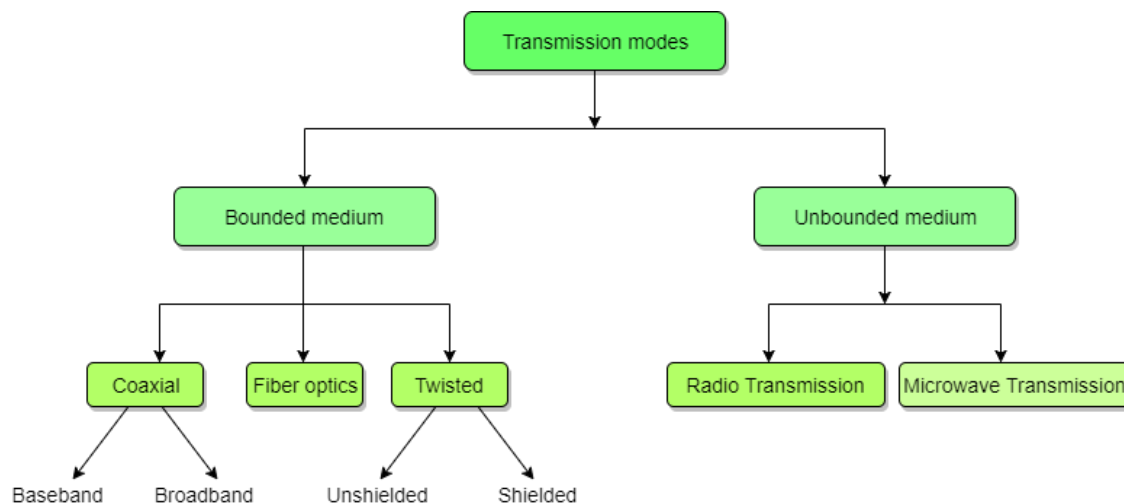 Transmission modes
Bounded medium
Unbounded medium
Coaxial
Fiber optics
Twisted
Radio Transmission
Microwave Transmission
Baseband
Broadband
Unshielded
Shielded